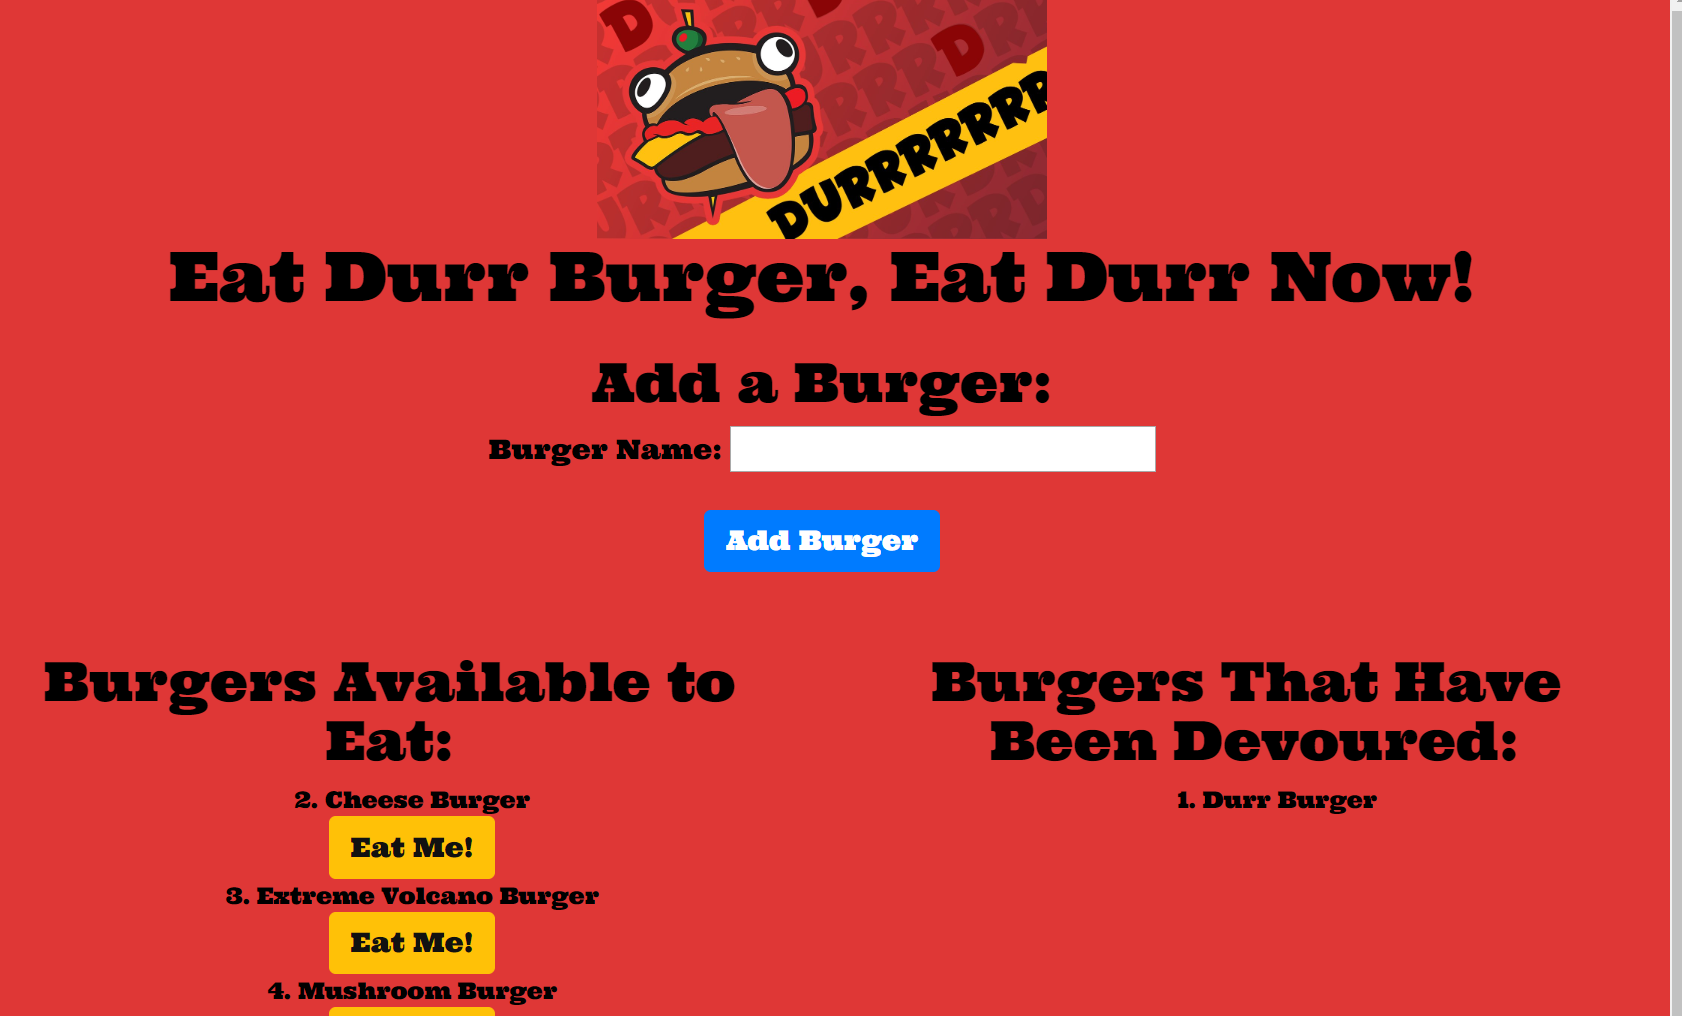 DURRRRRRR
Eat Durr Burger, Eat Durr Now!
Add a Burger:
Burger Name:
Add Burger
Burgers Available to
Eat:
2. Cheese Burger
Eat Me!
3. Extreme Volcano Burger
Eat Me!
4. Mushroom Burger
Burgers That Have
Been Devoured:
1. Durr Burger